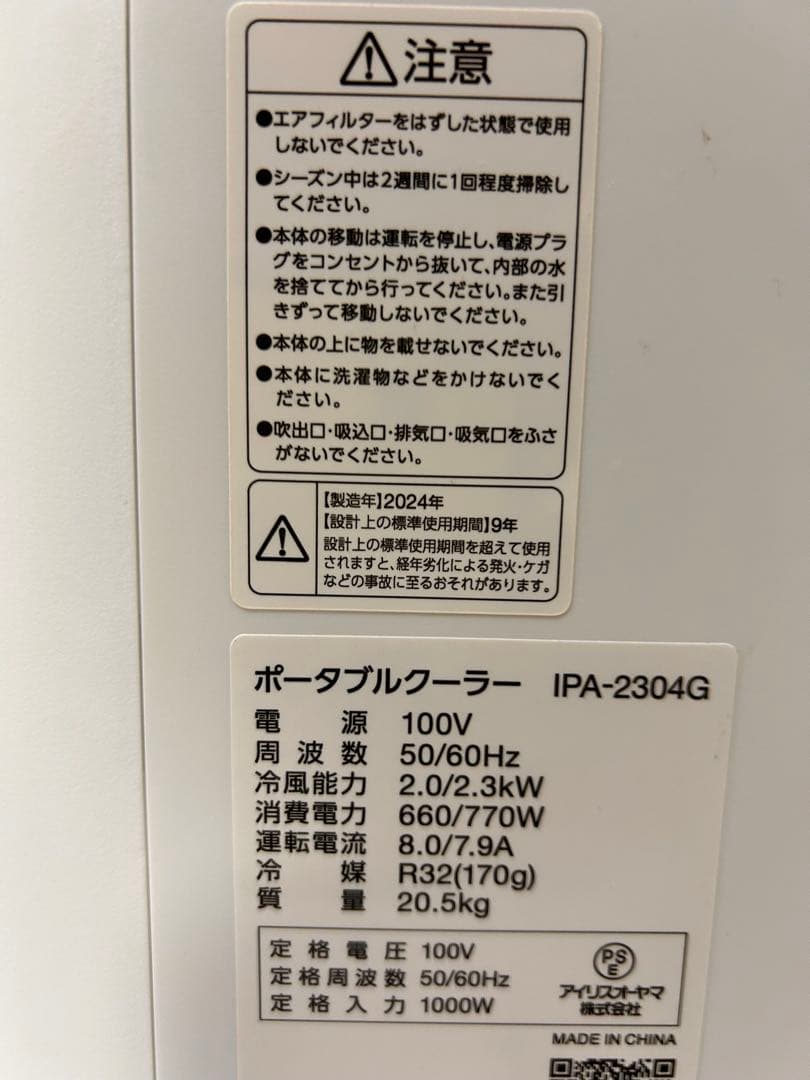 注意
●エアフィルターをはずした状態で使用
しないでください。
●シーズン中は2週間に1回程度掃除し
てください。
●本体の移動は運転を停止し、電源プラ
グをコンセントから抜いて、内部の水
を捨ててから行ってください。また引
きずって移動しないでください。
●本体の上に物を載せないでください。
●本体に洗濯物などをかけないでく
ださい。
●吹出口・吸込口・排気口・吸気口をふさ
がないでください。
【製造年】2024年
【設計上の標準使用期間】9年
設計上の標準使用期間を超えて使用
されますと、経年劣化による発火・ケガ
などの事故に至るおそれがあります。
ポータブルクーラー IPA-2304G
電源 100V
周波数 50/60Hz
冷風能力 2.0/2.3kW
消費電力 660/770W
運転電流 8.0/7.9A
冷媒 R32(170g)
質量 20.5kg
定格電圧 100V
定格周波数 50/60Hz
定格入力 1000W
PS
E
アイリスオーヤマ
株式会社
MADE IN CHINA